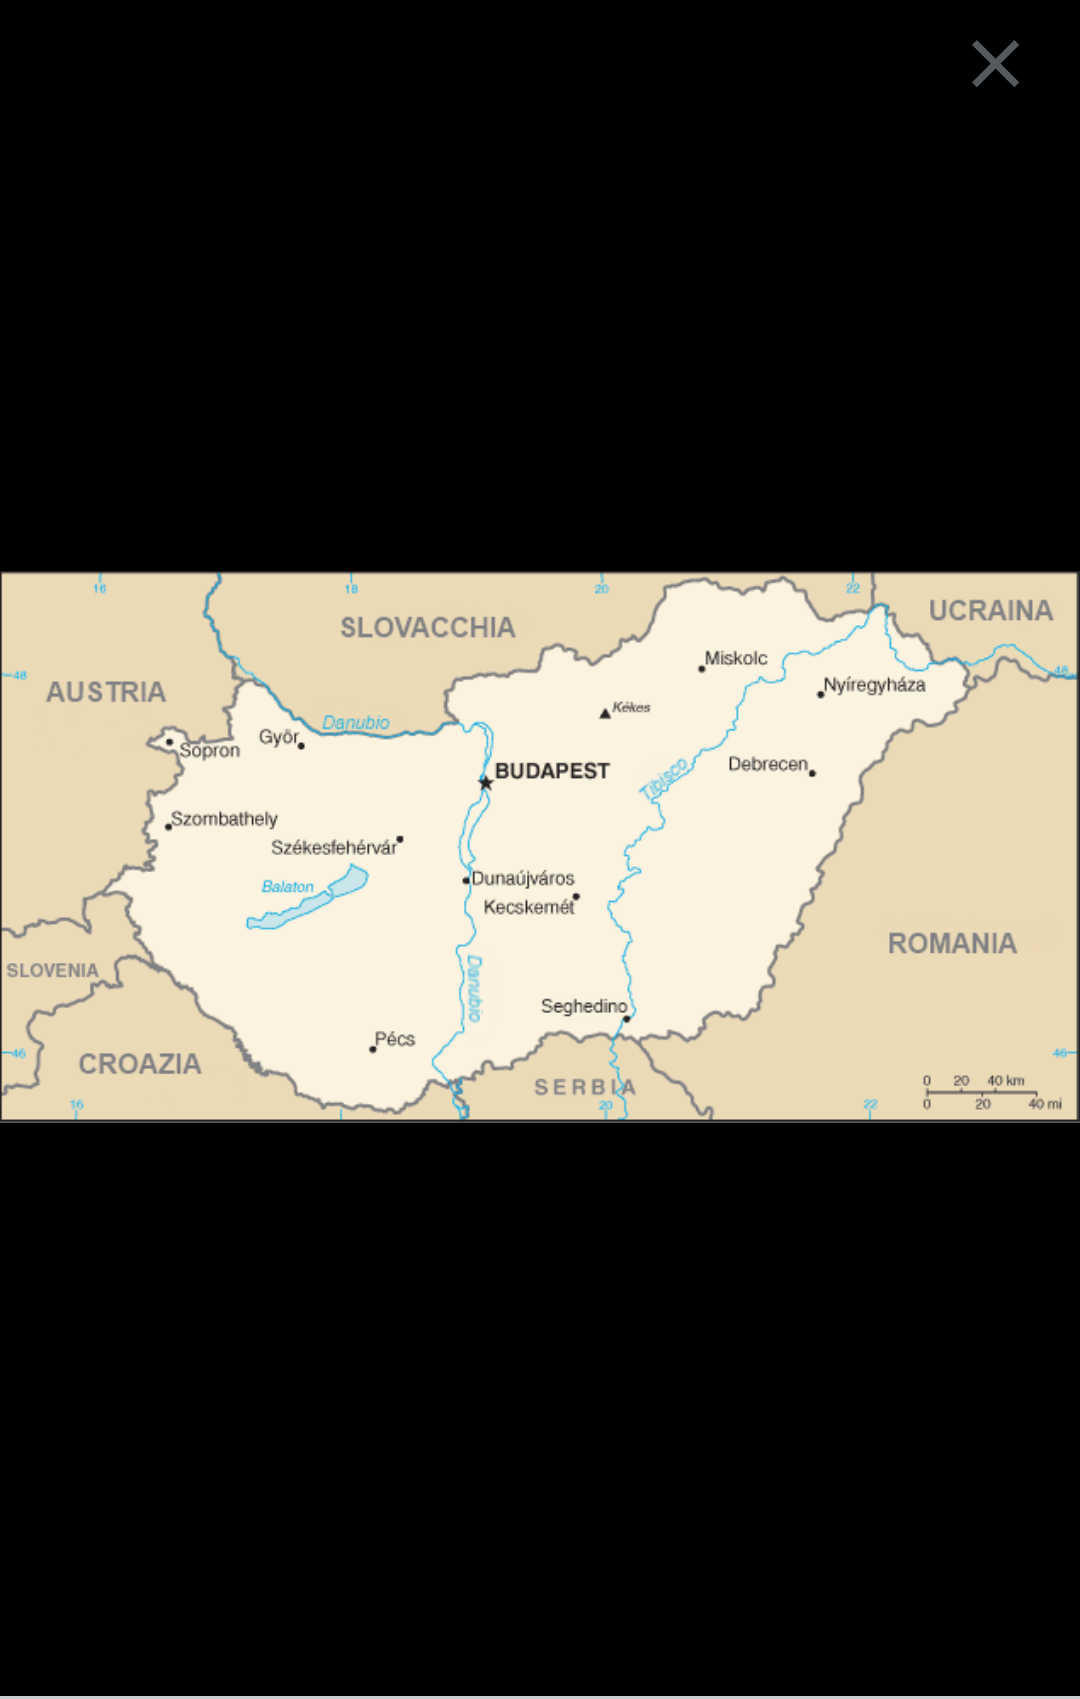 16 18 20 22
UCRAINA
SLOVACCHIA
48 48
AUSTRIA
Miskolc
Nyíregyháza
Kékes
Danubio
Györ
Sopron
BUDAPEST
Debrecen
Tibisco
Szombathely
Székesfehérvár
Balaton
Dunaújváros
Kecskemét
ROMANIA
SLOVENIA
Danubio
Seghedino
Pécs
46 46
CROAZIA
SERBIA
0 20 40 km
0 20 40 mi
16 20 22